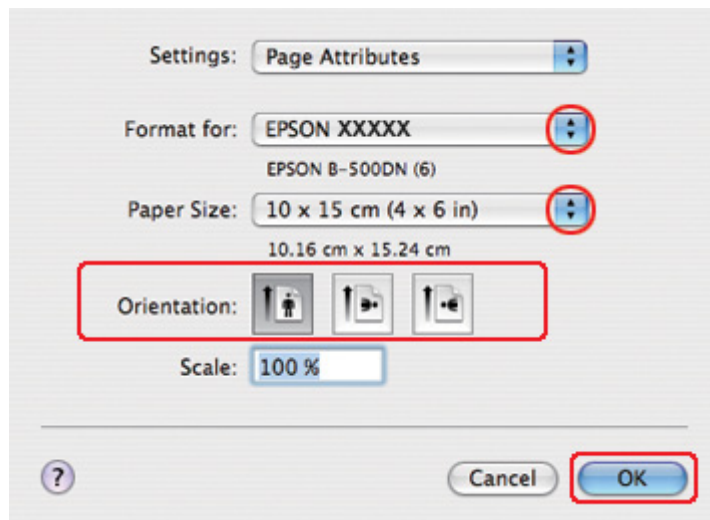 Settings: Page Attributes
Format for: EPSON XXXXX
EPSON B-500DN (6)
Paper Size: 10 x 15 cm (4 x 6 in)
10.16 cm x 15.24 cm
Orientation:
Scale: 100 %
? Cancel OK